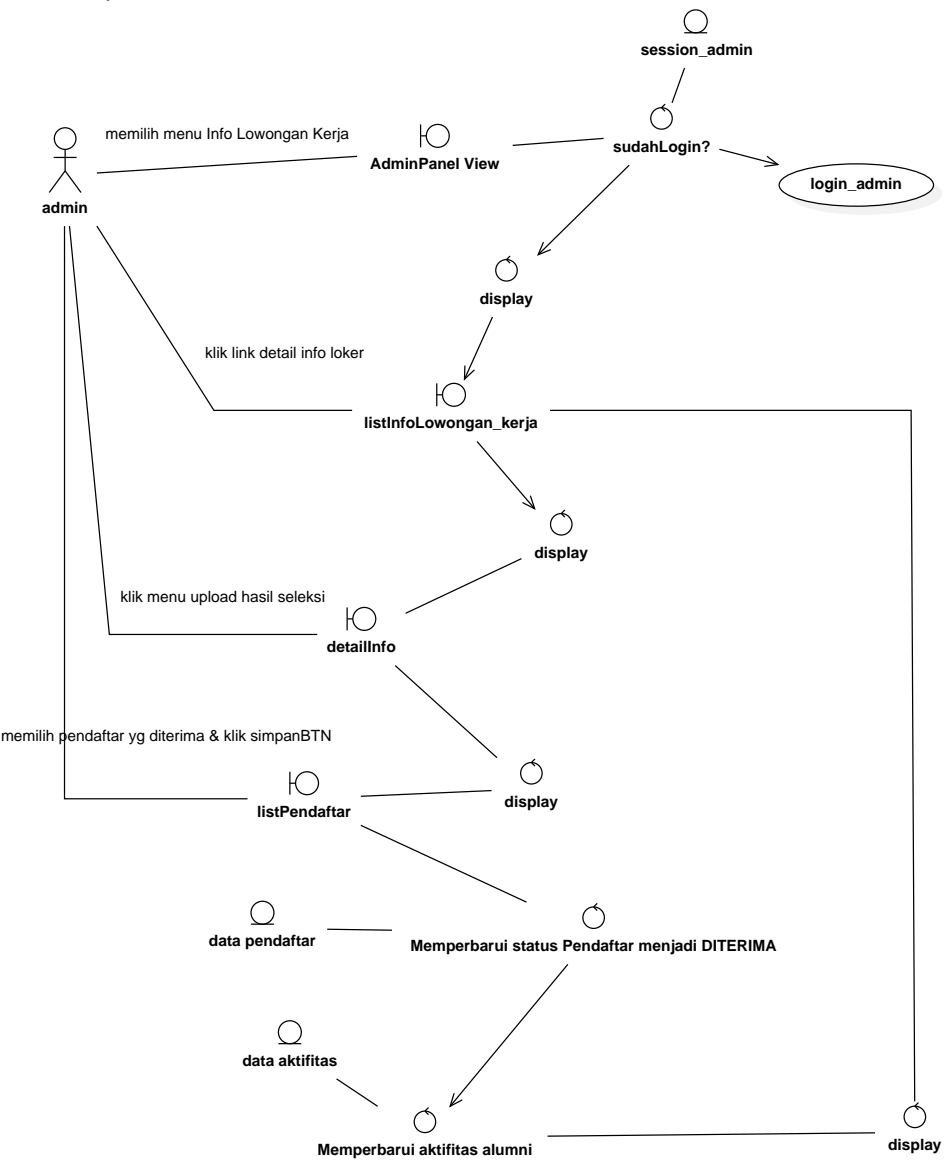 session_admin
memilih menu Info Lowongan Kerja
sudahLogin?
AdminPanel View
login_admin
admin
display
klik link detail info loker
listInfoLowongan_kerja
display
klik menu upload hasil seleksi
detailInfo
memilih pendaftar yg diterima & klik simpanBTN
display
listPendaftar
data pendaftar
Memperbarui status Pendaftar menjadi DITERIMA
data aktifitas
Memperbarui aktifitas alumni
display